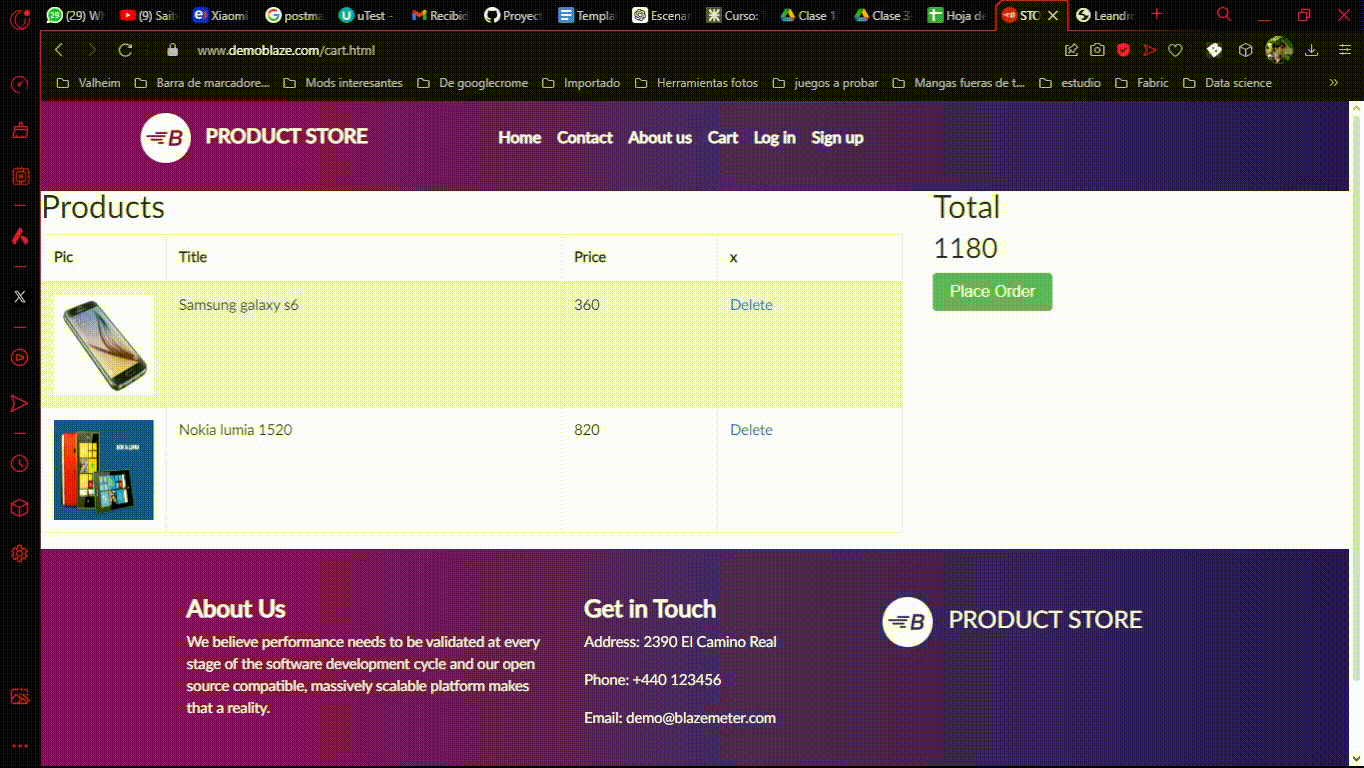 (29) Wh
(9) Sait
Xiaomi
postma
uTest -
Recibid
Proyect
Templa
Escenar
Curso:
Clase 1.
Clase 3-
Hoja de
STO
Leandr
www.demoblaze.com/cart.html
Valheim
Barra de marcadore...
Mods interesantes
De googlecrome
Importado
Herramientas fotos
juegos a probar
Mangas fueras de t...
estudio
Fabric
Data science
»
B PRODUCT STORE
Home Contact About us Cart Log in Sign up
Products
Pic Title Price x
Samsung galaxy s6 360 Delete
Nokia lumia 1520 820 Delete
Total
1180
Place Order
About Us
We believe performance needs to be validated at every
stage of the software development cycle and our open
source compatible, massively scalable platform makes
that a reality.
Get in Touch
Address: 2390 El Camino Real
Phone: +440 123456
Email: demo@blazemeter.com
B PRODUCT STORE